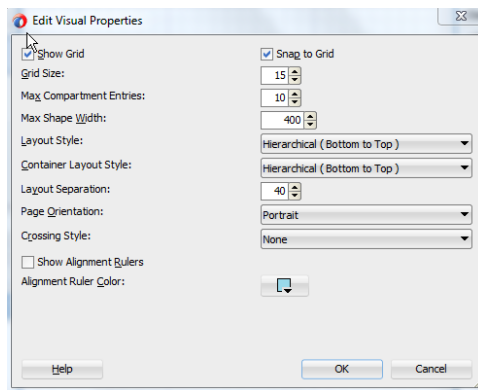 Edit Visual Properties
Show Grid
Snap to Grid
Grid Size:
15
Max Compartment Entries:
10
Max Shape Width:
400
Layout Style:
Hierarchical ( Bottom to Top )
Container Layout Style:
Hierarchical ( Bottom to Top )
Layout Separation:
40
Page Orientation:
Portrait
Crossing Style:
None
Show Alignment Rulers
Alignment Ruler Color:
Help
OK
Cancel